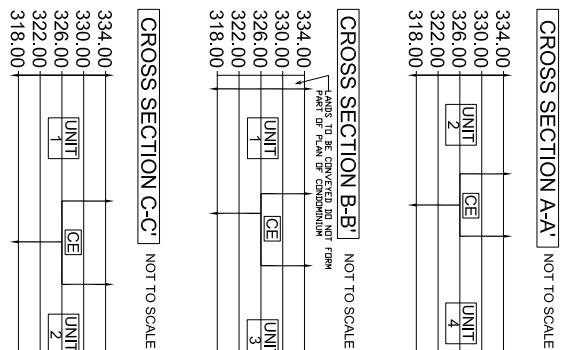 CROSS SECTION A-A' NOT TO SCALE
334.00
330.00
326.00
322.00
318.00
UNIT
2
CE
UNIT
4
CROSS SECTION B-B' NOT TO SCALE
LANDS TO BE CONVEYED DO NOT FORM
PART OF PLAN OF CONDOMINIUM
334.00
330.00
326.00
322.00
318.00
UNIT
1
CE
UNI
3
CROSS SECTION C-C' NOT TO SCALE
334.00
330.00
326.00
322.00
318.00
UNIT
1
CE
UNIT
2